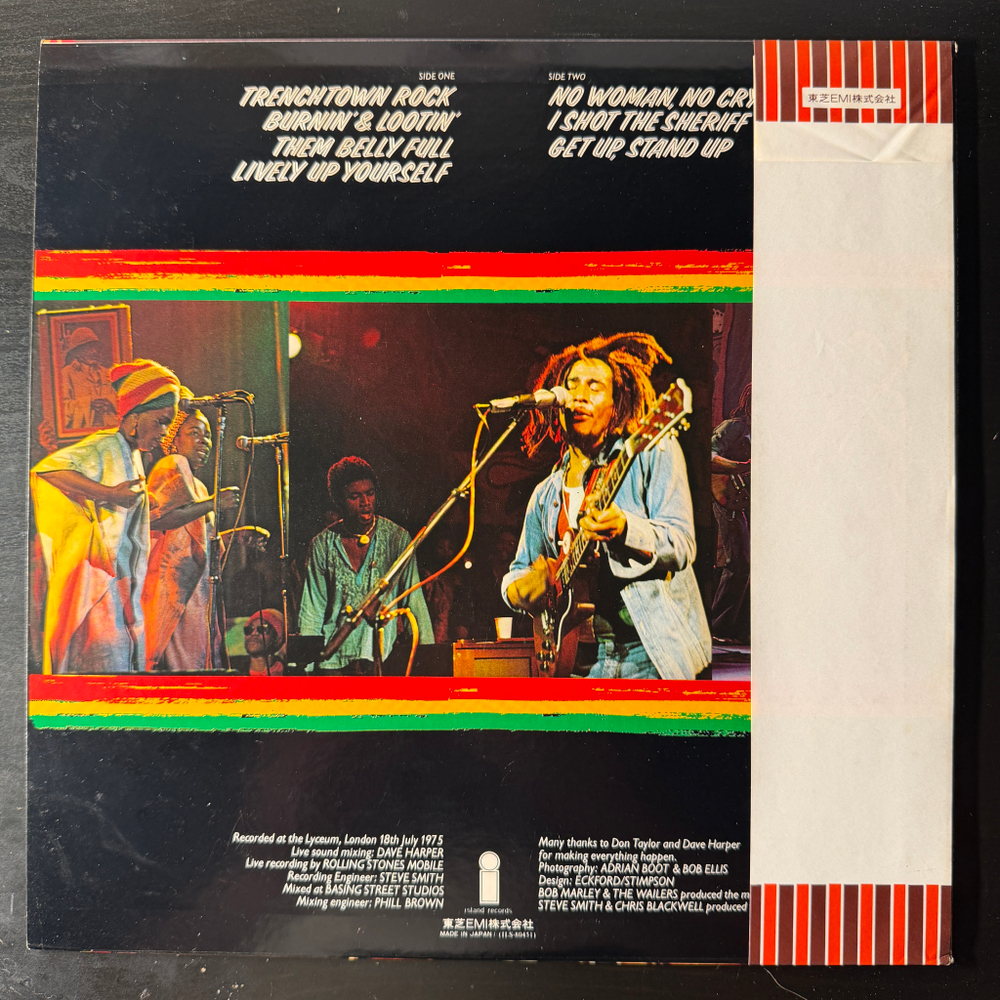 SIDE ONE
TRENCHTOWN ROCK
BURNIN' & LOOTIN'
THEM BELLY FULL
LIVELY UP YOURSELF
SIDE TWO
NO WOMAN, NO CRY
I SHOT THE SHERIFF
GET UP, STAND UP
東芝EMI株式会社
Recorded at the Lyceum, London 18th July 1975
Live sound mixing: DAVE HARPER
Live recording by ROLLING STONES MOBILE
Recording Engineer: STEVE SMITH
Mixed at BASING STREET STUDIOS
Mixing engineer: PHILL BROWN
island records
東芝EMI株式会社
MADE IN JAPAN (ILS-80431)
Many thanks to Don Taylor and Dave Harper
for making everything happen.
Photography: ADRIAN BOOT & BOB ELLIS
Design: ECKFORD/STIMPSON
BOB MARLEY & THE WAILERS produced the m
STEVE SMITH & CHRIS BLACKWELL produced